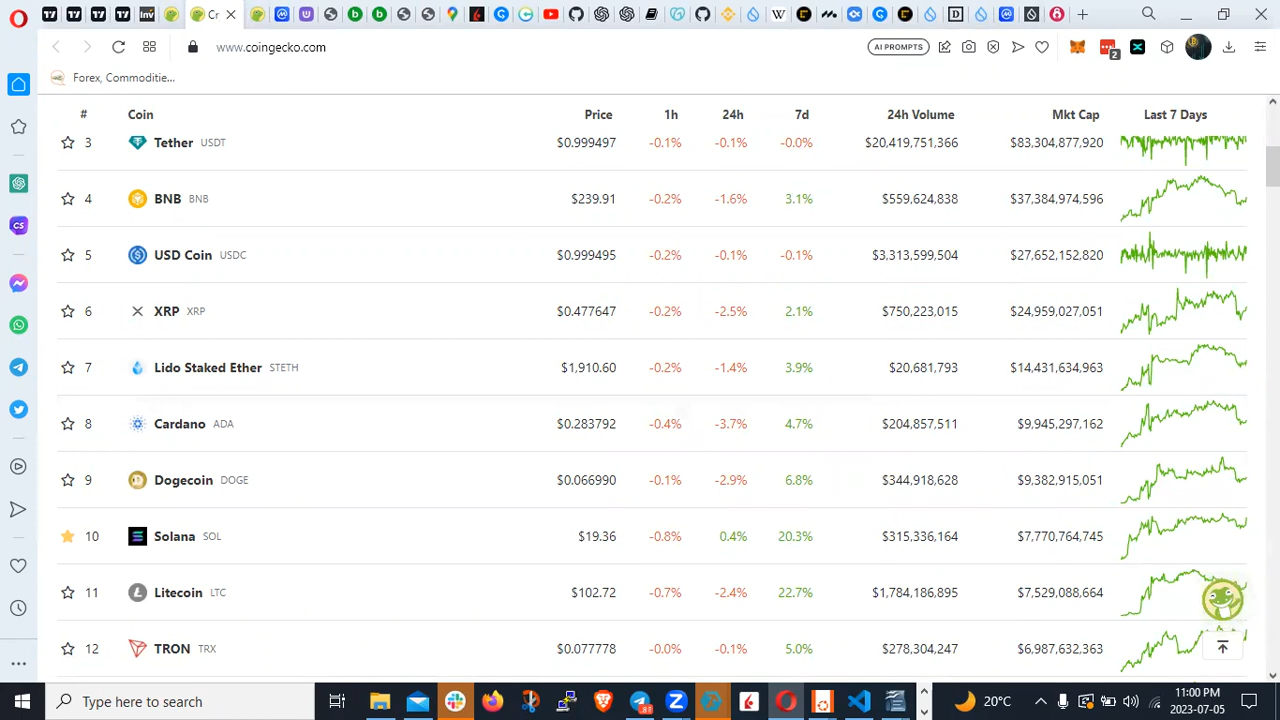 Inv
Cr
W
D
www.coingecko.com
AI PROMPTS
2
Forex, Commoditie...
# Coin Price 1h 24h 7d 24h Volume Mkt Cap Last 7 Days
3 Tether USDT $0.999497 -0.1% -0.1% -0.0% $20,419,751,366 $83,304,877,920
4 BNB BNB $239.91 -0.2% -1.6% 3.1% $559,624,838 $37,384,974,596
5 USD Coin USDC $0.999495 -0.2% -0.1% -0.1% $3,313,599,504 $27,652,152,820
6 XRP XRP $0.477647 -0.2% -2.5% 2.1% $750,223,015 $24,959,027,051
7 Lido Staked Ether STETH $1,910.60 -0.2% -1.4% 3.9% $20,681,793 $14,431,634,963
8 Cardano ADA $0.283792 -0.4% -3.7% 4.7% $204,857,511 $9,945,297,162
9 Dogecoin DOGE $0.066990 -0.1% -2.9% 6.8% $344,918,628 $9,382,915,051
10 Solana SOL $19.36 -0.8% 0.4% 20.3% $315,336,164 $7,770,764,745
11 Litecoin LTC $102.72 -0.7% -2.4% 22.7% $1,784,186,895 $7,529,088,664
12 TRON TRX $0.077778 -0.0% -0.1% 5.0% $278,304,247 $6,987,632,363
CS
Type here to search
88
20°C
11:00 PM
2023-07-05